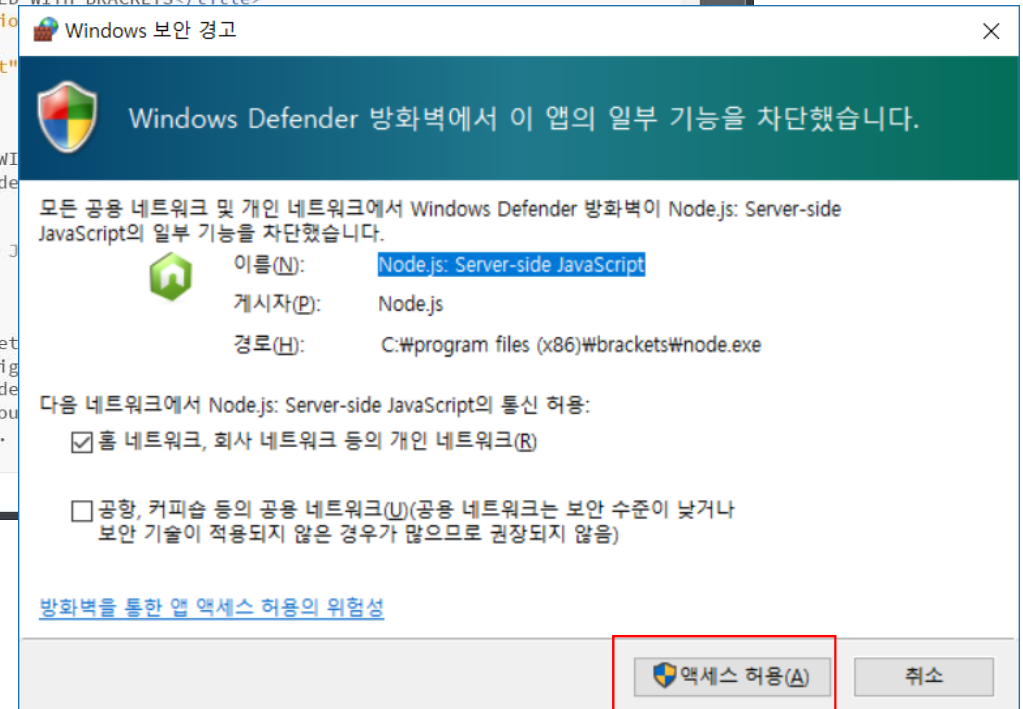 ED WITH BRACKETS</title>
io
Windows 보안 경고
t"
Windows Defender 방화벽에서 이 앱의 일부 기능을 차단했습니다.
WI
de
모든 공용 네트워크 및 개인 네트워크에서 Windows Defender 방화벽이 Node.js: Server-side
JavaScript의 일부 기능을 차단했습니다.
J
이름(N): Node.js: Server-side JavaScript
게시자(P): Node.js
경로(H): C:₩program files (x86)₩brackets₩node.exe
et
ig
de
ou
.
다음 네트워크에서 Node.js: Server-side JavaScript의 통신 허용:
홈 네트워크, 회사 네트워크 등의 개인 네트워크(R)
공항, 커피숍 등의 공용 네트워크(U)(공용 네트워크는 보안 수준이 낮거나
보안 기술이 적용되지 않은 경우가 많으므로 권장되지 않음)
방화벽을 통한 앱 액세스 허용의 위험성
액세스 허용(A) 취소